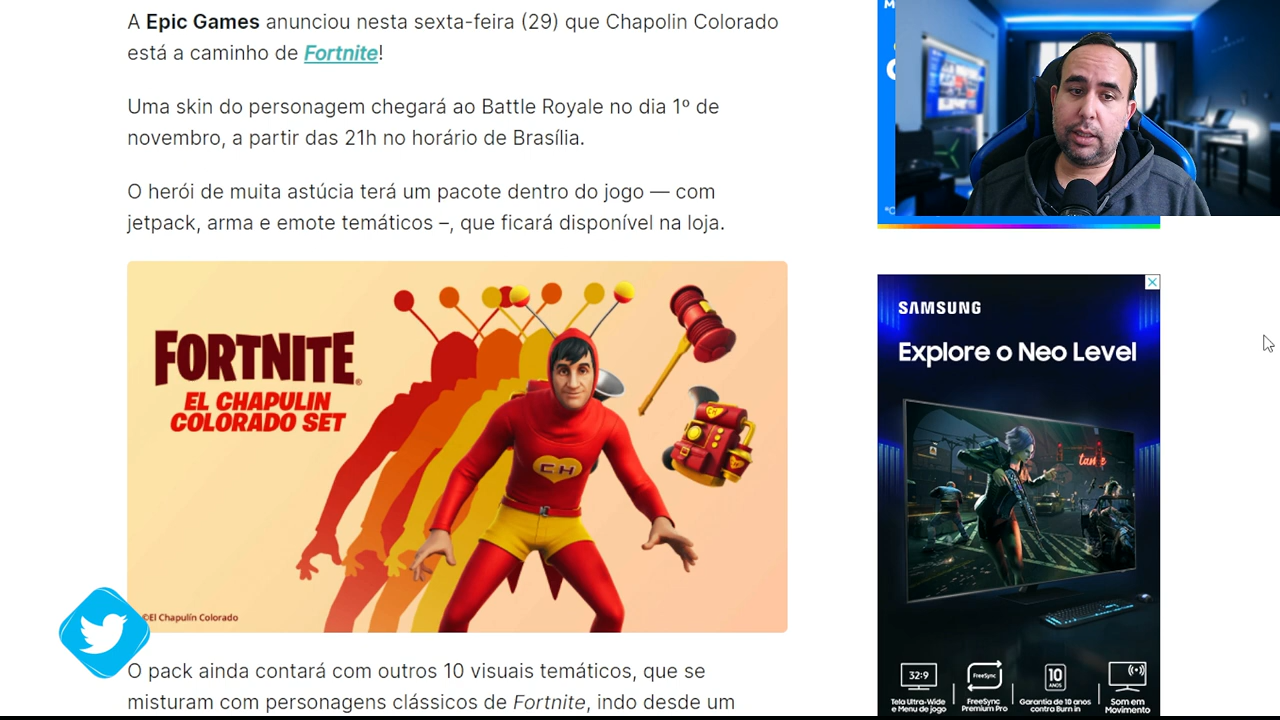 A Epic Games anunciou nesta sexta-feira (29) que Chapolin Colorado
está a caminho de Fortnite!
Uma skin do personagem chegará ao Battle Royale no dia 1º de
novembro, a partir das 21h no horário de Brasília.
O herói de muita astúcia terá um pacote dentro do jogo — com
jetpack, arma e emote temáticos –, que ficará disponível na loja.
FORTNITE®
EL CHAPULIN
COLORADO SET
CH
©El Chapulín Colorado
O pack ainda contará com outros 10 visuais temáticos, que se
misturam com personagens clássicos de Fortnite, indo desde um
SAMSUNG
Explore o Neo Level
32:9
Tela Ultra-Wide
e Menu de jogo
FreeSync
FreeSync
Premium Pro
10
ANOS
Garantia de 10 anos
contra Burn in
Som em
Movimento